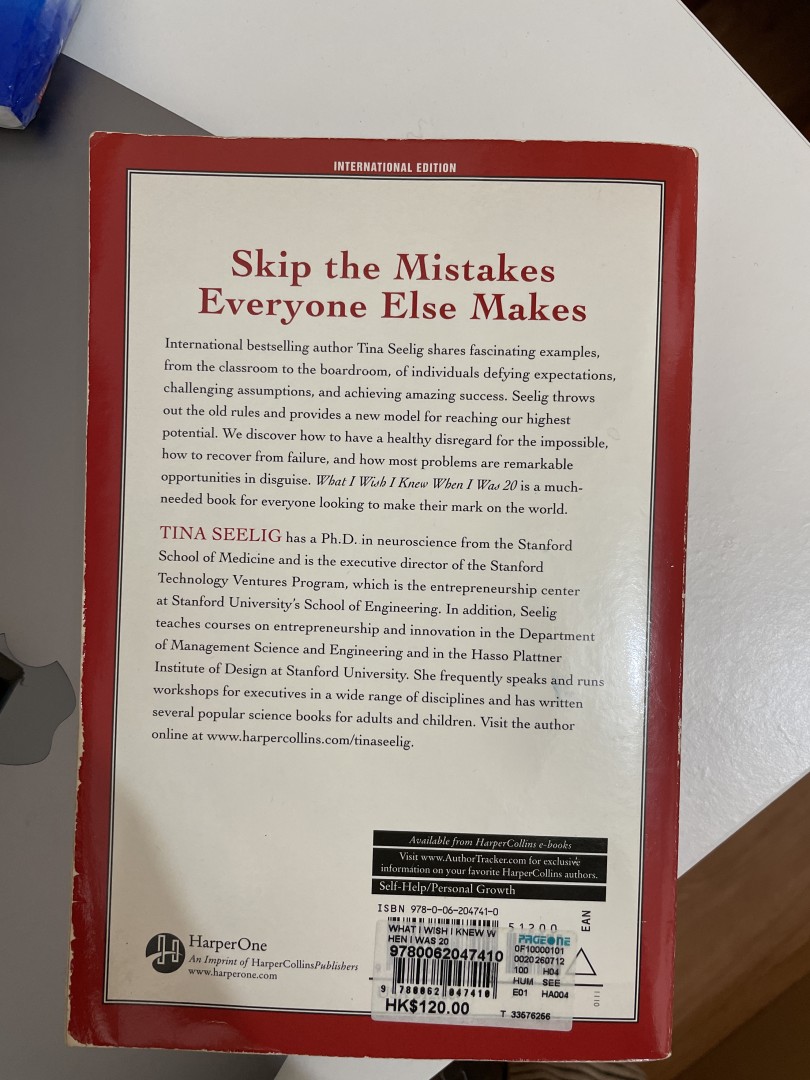 INTERNATIONAL EDITION
Skip the Mistakes
Everyone Else Makes
International bestselling author Tina Seelig shares fascinating examples,
from the classroom to the boardroom, of individuals defying expectations,
challenging assumptions, and achieving amazing success. Seelig throws
out the old rules and provides a new model for reaching our highest
potential. We discover how to have a healthy disregard for the impossible,
how to recover from failure, and how most problems are remarkable
opportunities in disguise. What I Wish I Knew When I Was 20 is a much-
needed book for everyone looking to make their mark on the world.
TINA SEELIG has a Ph.D. in neuroscience from the Stanford
School of Medicine and is the executive director of the Stanford
Technology Ventures Program, which is the entrepreneurship center
at Stanford University's School of Engineering. In addition, Seelig
teaches courses on entrepreneurship and innovation in the Department
of Management Science and Engineering and in the Hasso Plattner
Institute of Design at Stanford University. She frequently speaks and runs
workshops for executives in a wide range of disciplines and has written
several popular science books for adults and children. Visit the author
online at www.harpercollins.com/tinaseelig.
Available from HarperCollins e-books
Visit www.AuthorTracker.com for exclusive
information on your favorite HarperCollins authors.
Self-Help/Personal Growth
ISBN 978-0-06-204741-0
51200
EAN
WHAT I WISH I KNEW W
HEN I WAS 20
9780062047410
9 780062 047410
HK$120.00
PAGEONE
0F10000101
0020260712
100 H04
HUM SEE
E01 HA004
T 33676266
0111
HarperOne
An Imprint of HarperCollinsPublishers
www.harperone.com